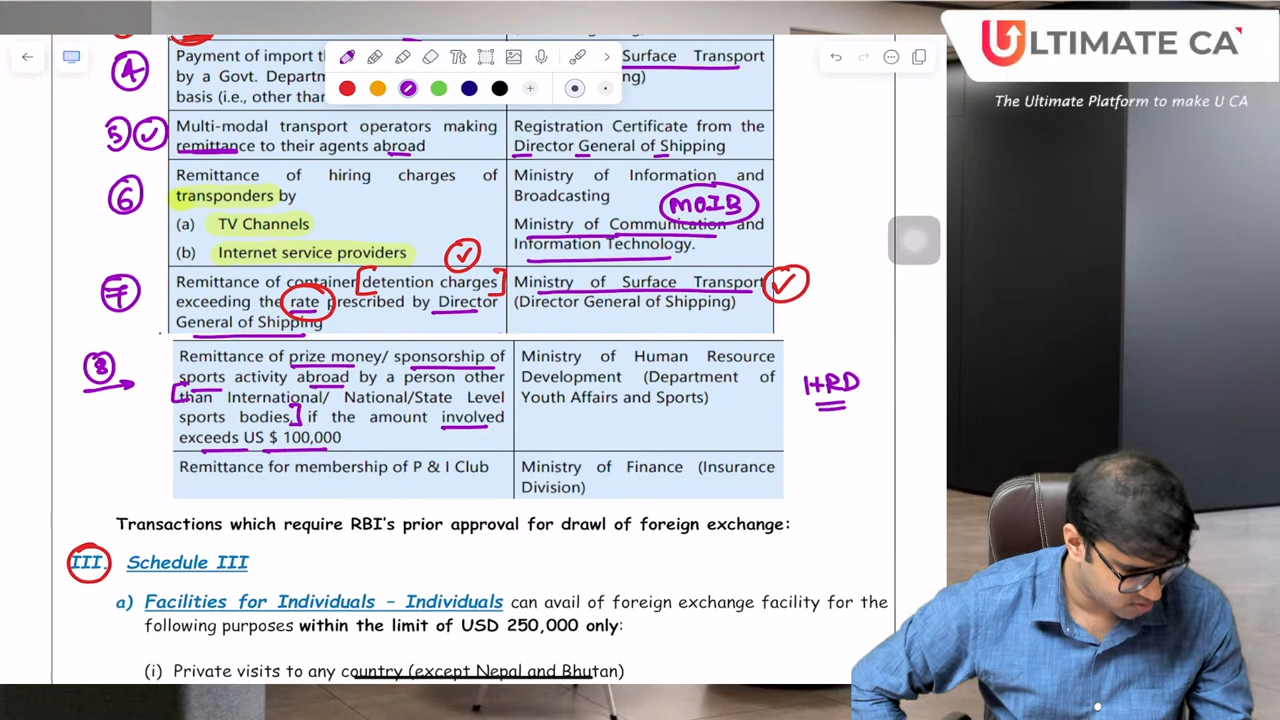 ULTIMATE CA
The Ultimate Platform to make U CA
4
Payment of import
by a Govt. Depart
basis (i.e., other tha
Surface Transport
5
Multi-modal transport operators making
remittance to their agents abroad
Registration Certificate from the
Director General of Shipping
6
Remittance of hiring charges of
transponders by
(a) TV Channels
(b) Internet service providers
Ministry of Information and
Broadcasting
MOIB
Ministry of Communication and
Information Technology.
7
Remittance of container [detention charges]
exceeding the rate prescribed by Director
General of Shipping
Ministry of Surface Transport
(Director General of Shipping)
8
Remittance of prize money/ sponsorship of
sports activity abroad by a person other
[than International/ National/State Level
sports bodies,] if the amount involved
exceeds US $ 100,000
Ministry of Human Resource
Development (Department of
Youth Affairs and Sports)
HRD
Remittance for membership of P & I Club
Ministry of Finance (Insurance
Division)
Transactions which require RBI's prior approval for drawl of foreign exchange:
III. Schedule III
a) Facilities for Individuals – Individuals can avail of foreign exchange facility for the
following purposes within the limit of USD 250,000 only:
(i) Private visits to any country (except Nepal and Bhutan)